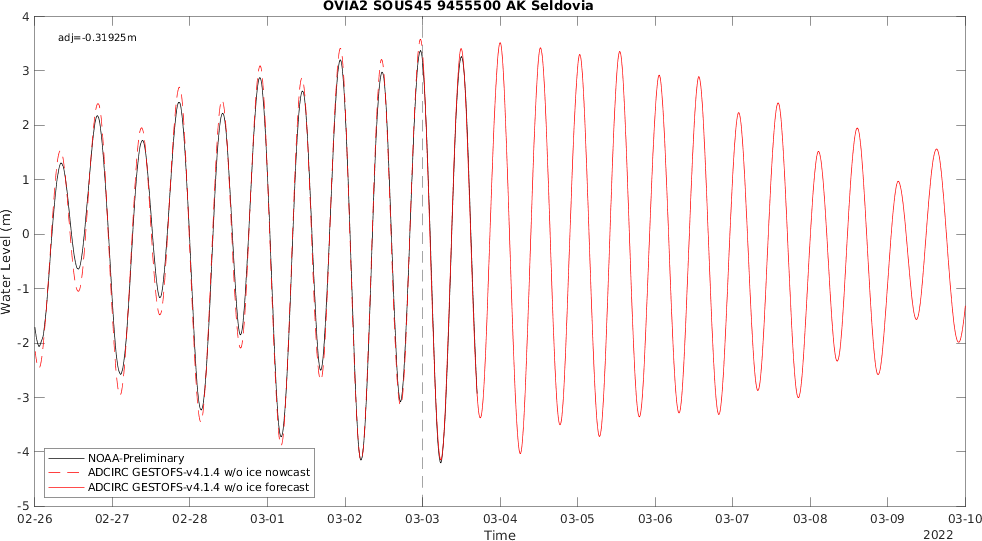 OVIA2 SOUS45 9455500 AK Seldovia
adj=-0.31925m
4
3
2
1
0
-1
-2
-3
-4
-5
Water Level (m)
NOAA-Preliminary
ADCIRC GESTOFS-v4.1.4 w/o ice nowcast
ADCIRC GESTOFS-v4.1.4 w/o ice forecast
02-26 02-27 02-28 03-01 03-02 03-03 03-04 03-05 03-06 03-07 03-08 03-09 03-10
Time
2022